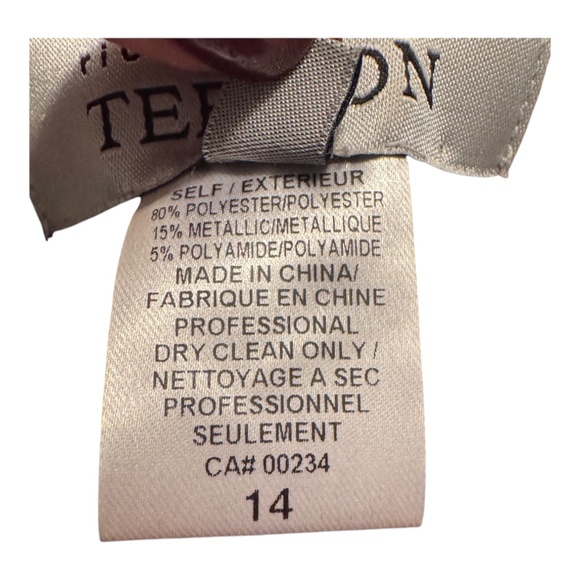 SELF / EXTERIEUR
80% POLYESTER/POLYESTER
15% METALLIC/METALLIQUE
5% POLYAMIDE/POLYAMIDE
MADE IN CHINA/
FABRIQUE EN CHINE
PROFESSIONAL
DRY CLEAN ONLY /
NETTOYAGE A SEC
PROFESSIONNEL
SEULEMENT
CA# 00234
14